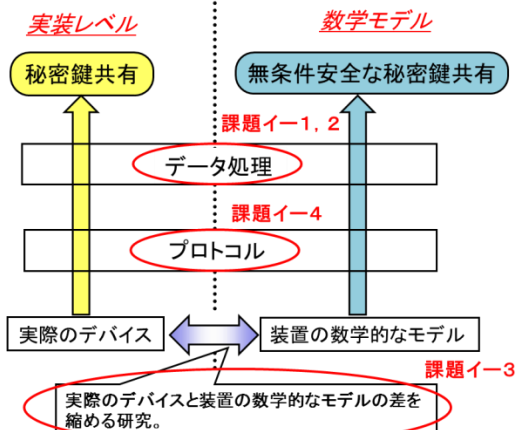 実装レベル
数学モデル
秘密鍵共有
無条件安全な秘密鍵共有
課題イー1, 2
データ処理
課題イー4
プロトコル
実際のデバイス
装置の数学的なモデル
課題イー3
実際のデバイスと装置の数学的なモデルの差を
縮める研究。